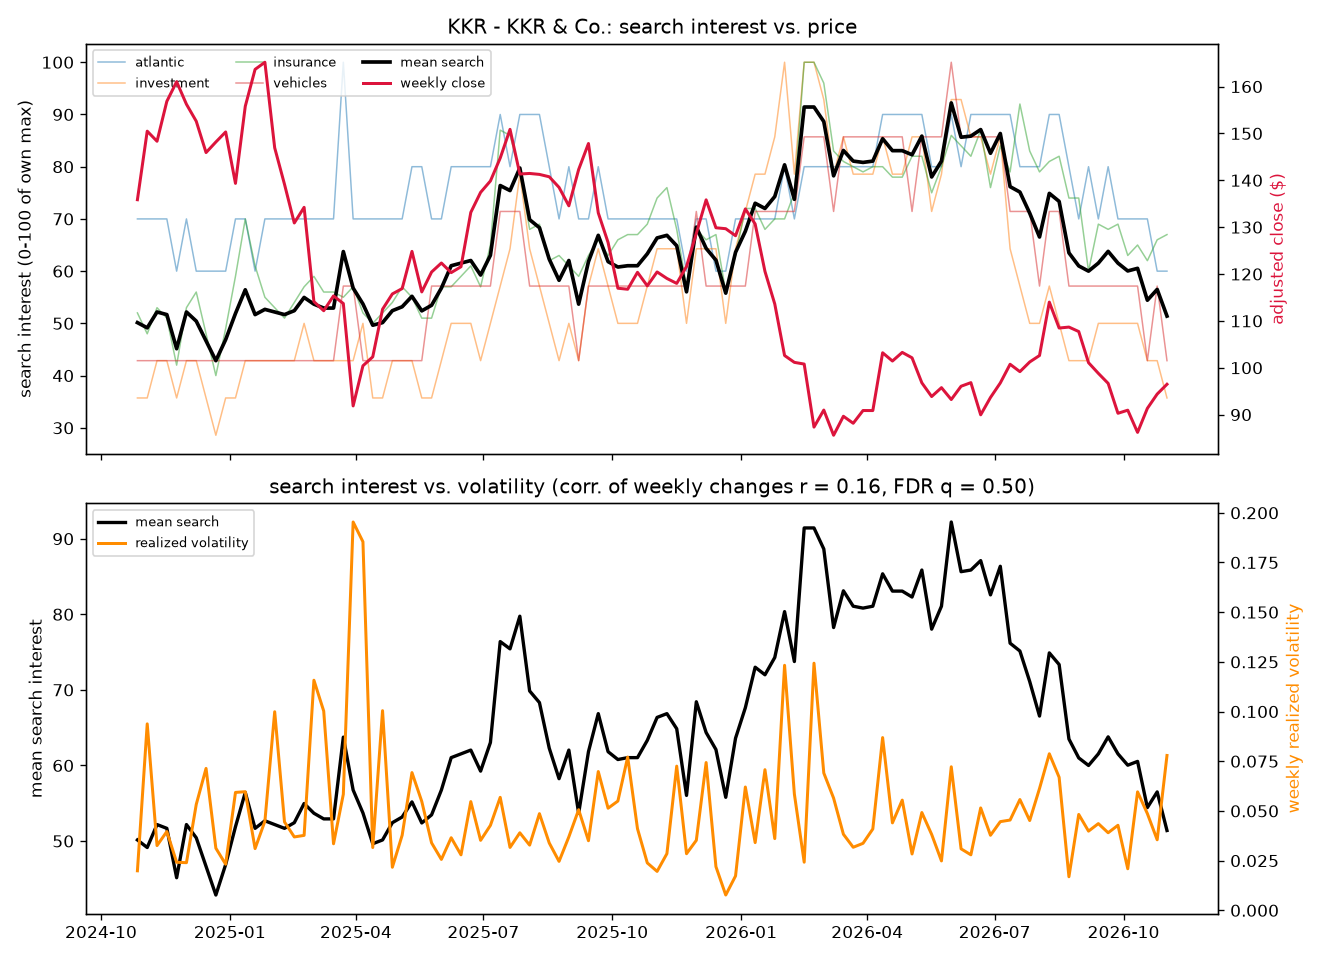 KKR - KKR & Co.: search interest vs. price
atlantic
investment
insurance
vehicles
mean search
weekly close
search interest (0-100 of own max)
100
90
80
70
60
50
40
30
adjusted close ($)
160
150
140
130
120
110
100
90
search interest vs. volatility (corr. of weekly changes r = 0.16, FDR q = 0.50)
mean search
realized volatility
mean search interest
90
80
70
60
50
weekly realized volatility
0.200
0.175
0.150
0.125
0.100
0.075
0.050
0.025
0.000
2024-10
2025-01
2025-04
2025-07
2025-10
2026-01
2026-04
2026-07
2026-10